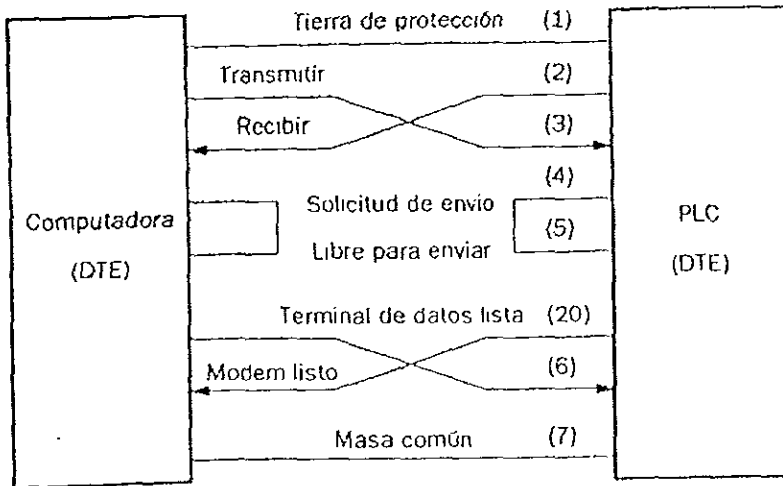 Tierra de protección (1)
Transmitir (2)
Recibir (3)
(4)
Solicitud de envío
(5)
Libre para enviar
Computadora
(DTE)
PLC
(DTE)
Terminal de datos lista (20)
Modem listo (6)
Masa común (7)